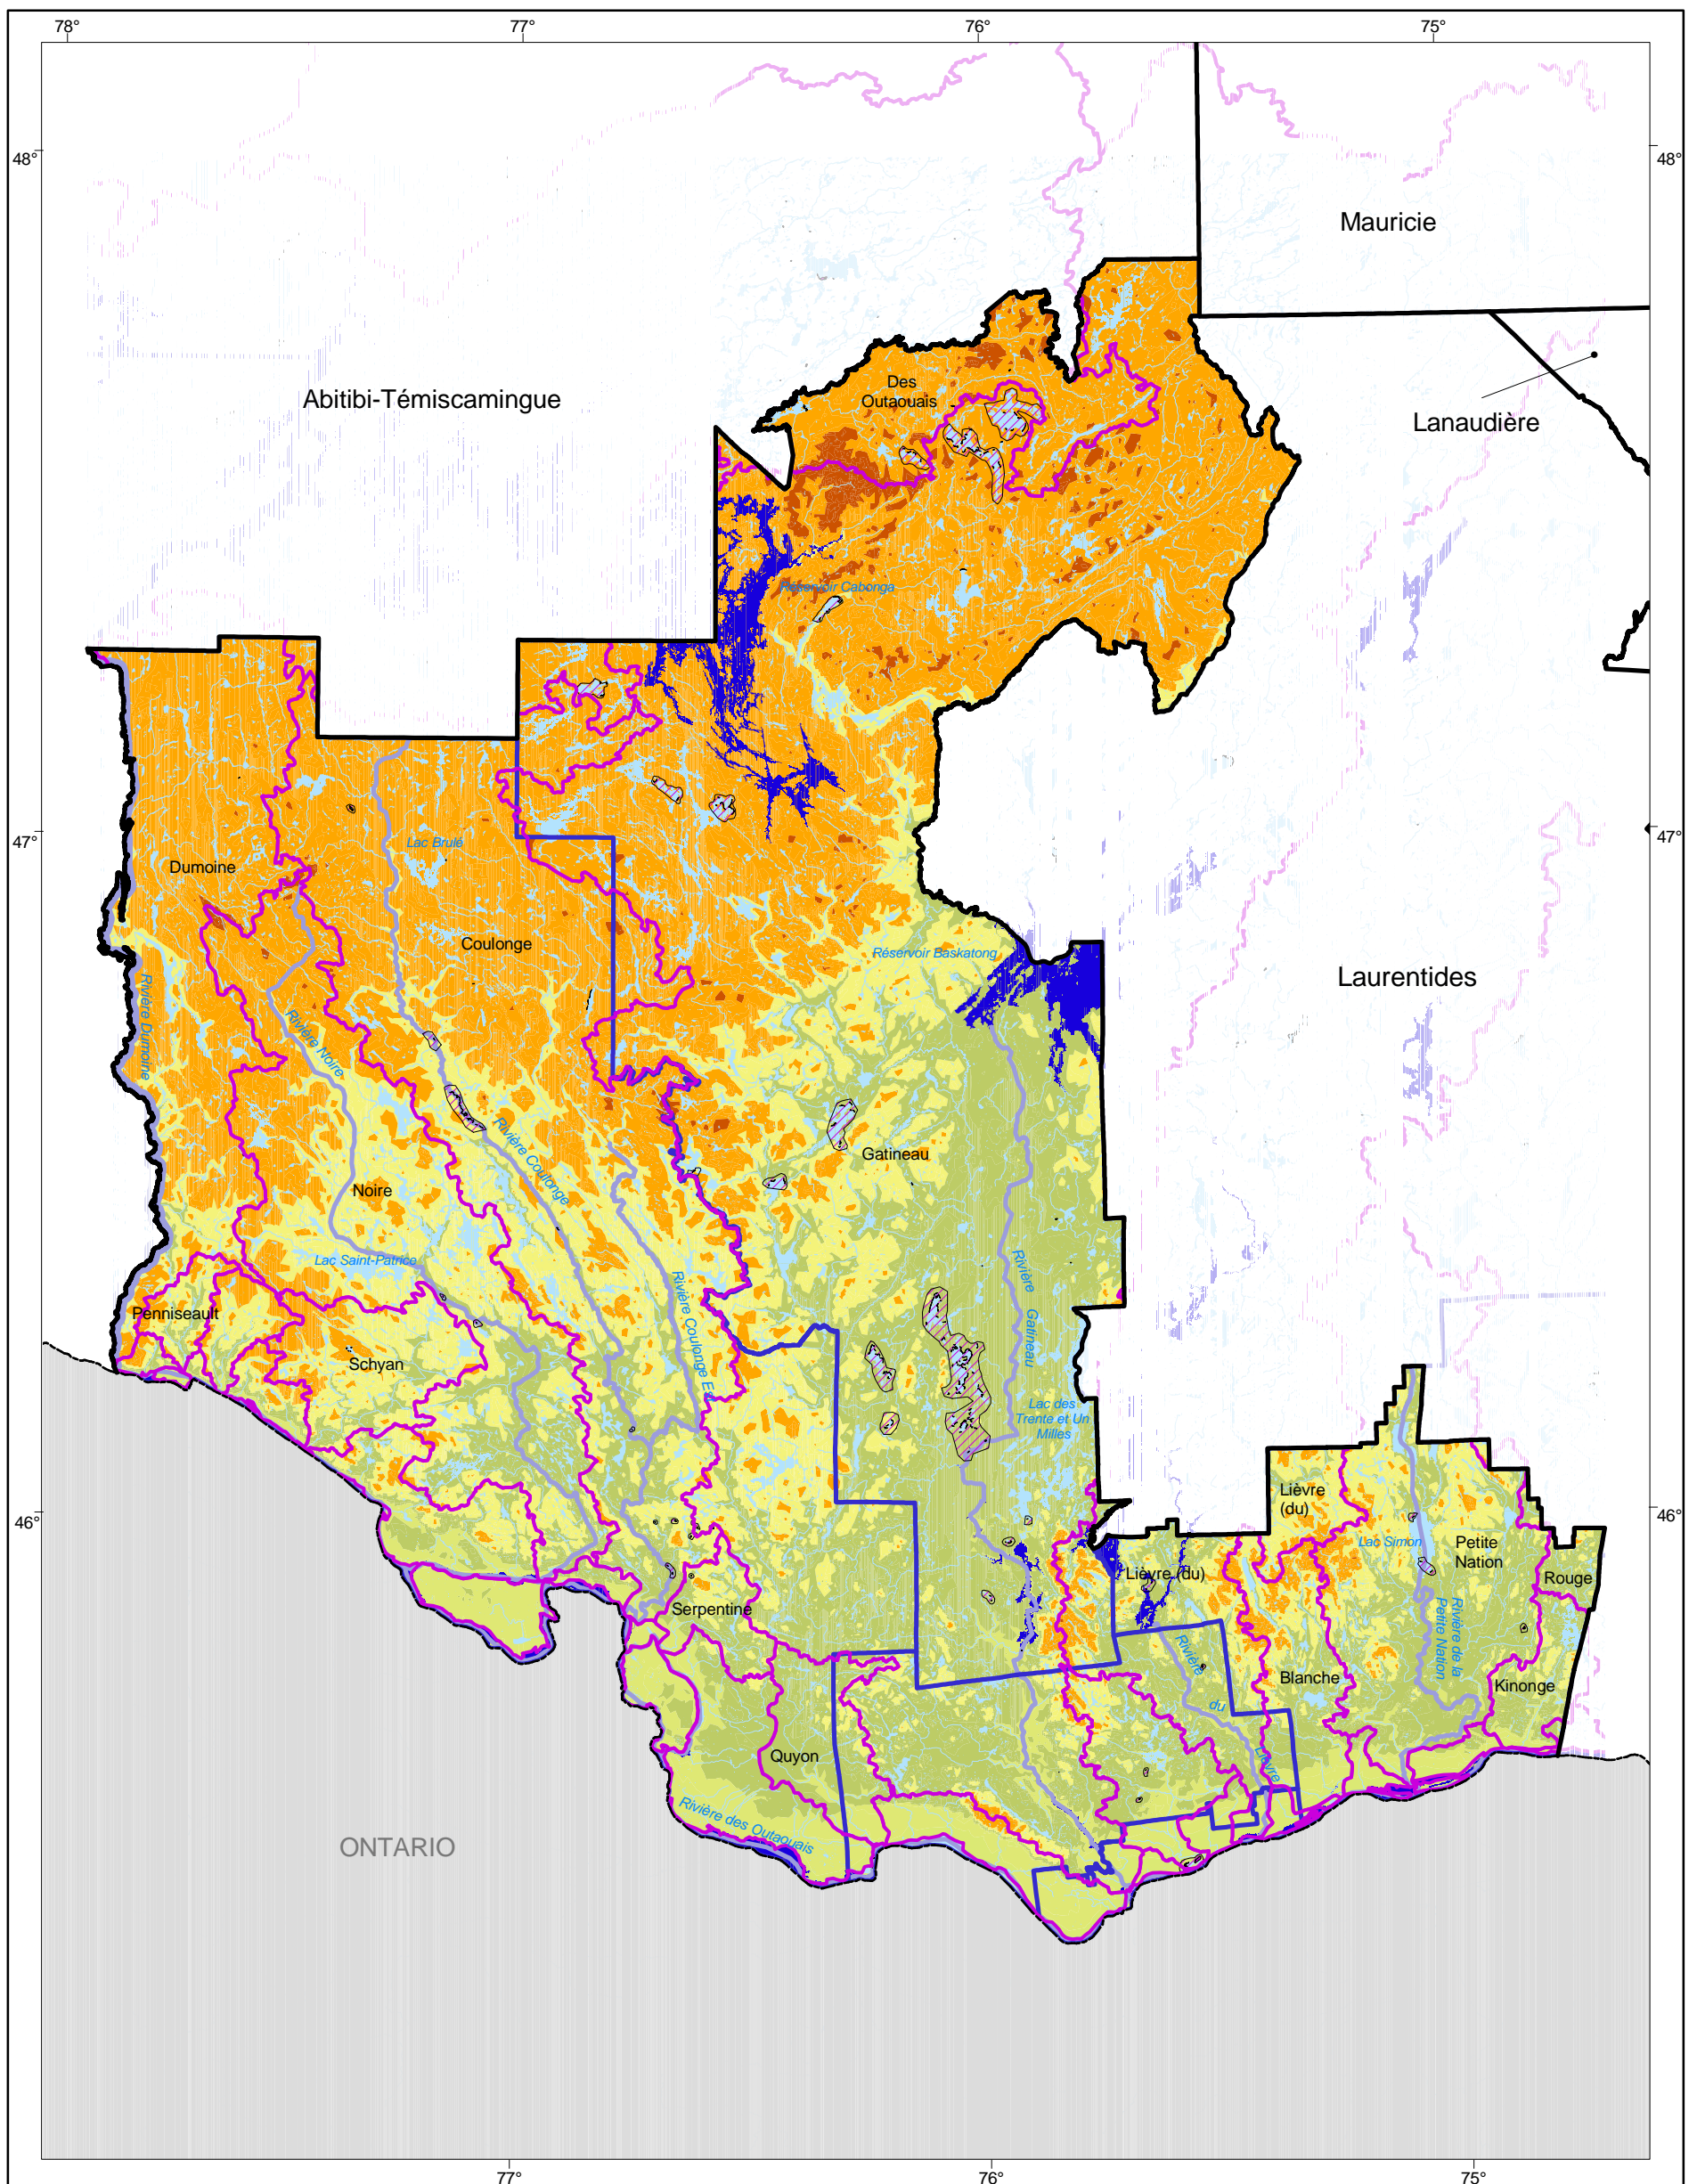 78°
77°
76°
75°
48°
48°
Mauricie
Des
Outaouais
Abitibi-Témiscamingue
Lanaudière
Réservoir Cabonga
47°
47°
Lac Brulé
Dumoine
Coulonge
Réservoir Baskatong
Laurentides
Rivière Dumoine
Rivière Noire
Rivière Coulonge
Gatineau
Noire
Lac Saint-Patrice
Rivière
Gatineau
Rivière Coulonge Est
Penniseault
Schyan
Lac des
Trente et Un
Milles
46°
46°
Lièvre
(du)
Lac Simon
Petite
Nation
Lièvre (du)
Rouge
Serpentine
Rivière de la
Petite Nation
Rivière
du
Lièvre
Blanche
Kinonge
Quyon
Rivière des Outaouais
ONTARIO
77°
76°
75°